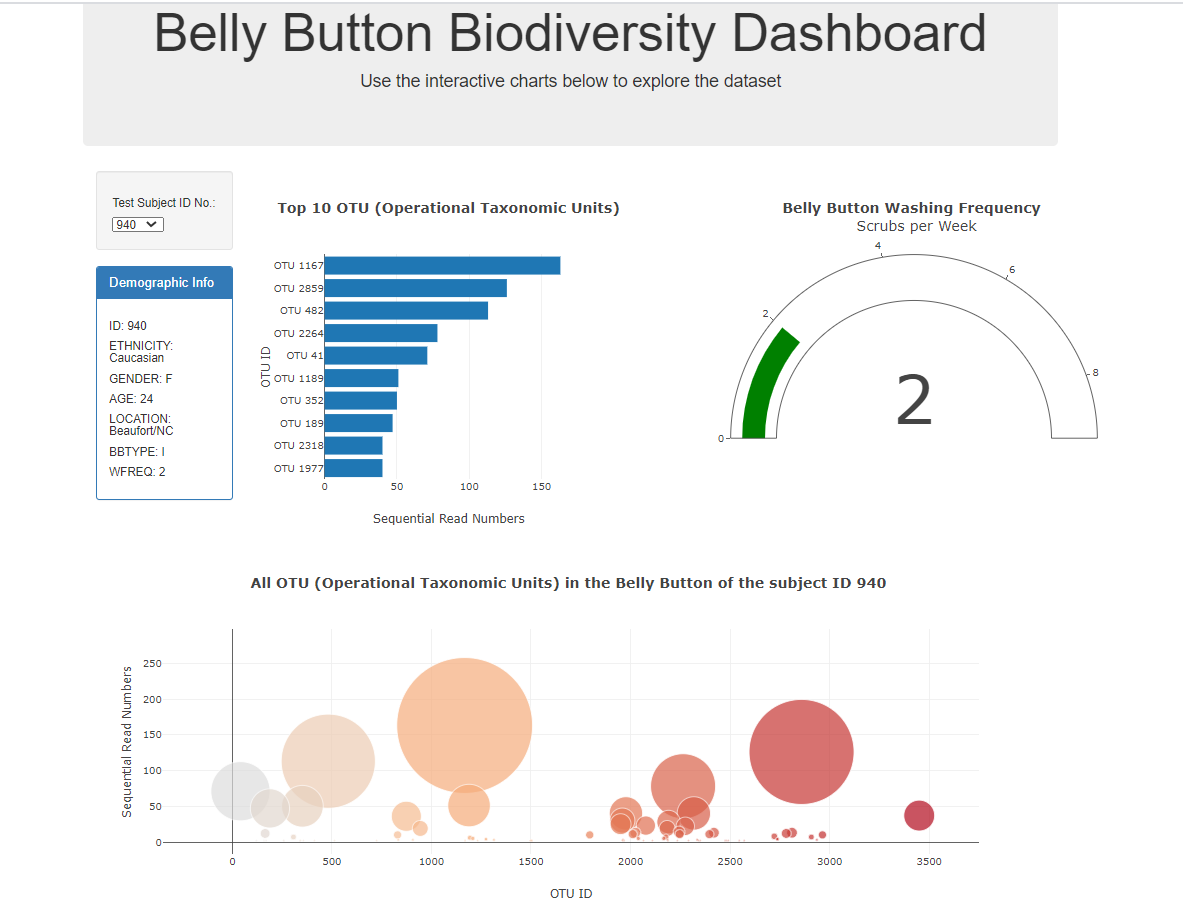 Belly Button Biodiversity Dashboard
Use the interactive charts below to explore the dataset
Test Subject ID No.:
940
Demographic Info
ID: 940
ETHNICITY:
Caucasian
GENDER: F
AGE: 24
LOCATION:
Beaufort/NC
BBTYPE: I
WFREQ: 2
Top 10 OTU (Operational Taxonomic Units)
OTU ID
OTU 1167
OTU 2859
OTU 482
OTU 2264
OTU 41
OTU 1189
OTU 352
OTU 189
OTU 2318
OTU 1977
0 50 100 150
Sequential Read Numbers
Belly Button Washing Frequency
Scrubs per Week
0
2
4
6
8
2
All OTU (Operational Taxonomic Units) in the Belly Button of the subject ID 940
Sequential Read Numbers
250
200
150
100
50
0
0 500 1000 1500 2000 2500 3000 3500
OTU ID